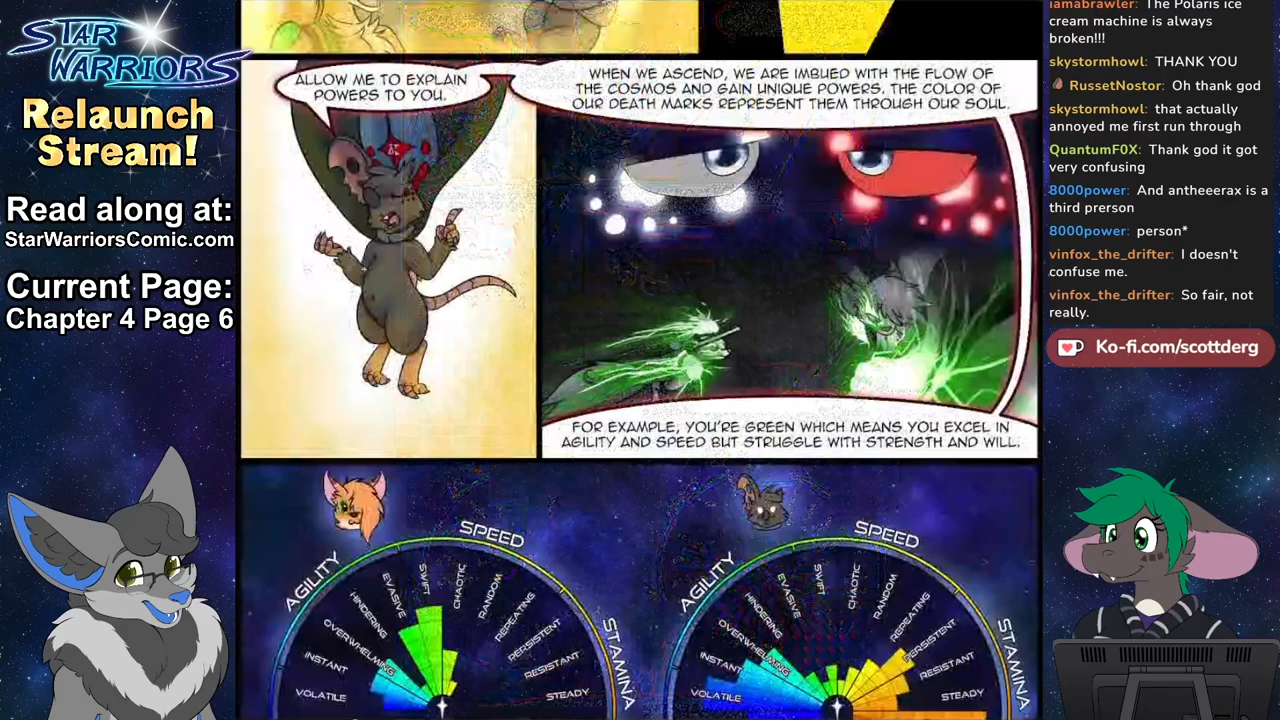 STAR
WARRIORS
Relaunch
Stream!
Read along at:
StarWarriorsComic.com
Current Page:
Chapter 4 Page 6
ALLOW ME TO EXPLAIN
POWERS TO YOU.
WHEN WE ASCEND, WE ARE IMBUED WITH THE FLOW OF
THE COSMOS AND GAIN UNIQUE POWERS. THE COLOR OF
OUR DEATH MARKS REPRESENT THEM THROUGH OUR SOUL.
FOR EXAMPLE, YOU'RE GREEN WHICH MEANS YOU EXCEL IN
AGILITY AND SPEED BUT STRUGGLE WITH STRENGTH AND WILL.
AGILITY
SPEED
STAMINA
VOLATILE
INSTANT
OVERWHELMING
HINDERING
EVASIVE
SWIFT
CHAOTIC
RANDOM
REPEATING
PERSISTENT
RESISTANT
STEADY
AGILITY
SPEED
STAMINA
VOLATILE
INSTANT
OVERWHELMING
HINDERING
EVASIVE
SWIFT
CHAOTIC
RANDOM
REPEATING
PERSISTENT
RESISTANT
STEADY
iamabrawler: The Polaris ice
cream machine is always
broken!!!
skystormhowl: THANK YOU
RussetNostor: Oh thank god
skystormhowl: that actually
annoyed me first run through
QuantumF0X: Thank god it got
very confusing
8000power: And antheeerax is a
third prerson
8000power: person*
vinfox_the_drifter: I doesn't
confuse me.
vinfox_the_drifter: So fair, not
really.
Ko-fi.com/scottderg